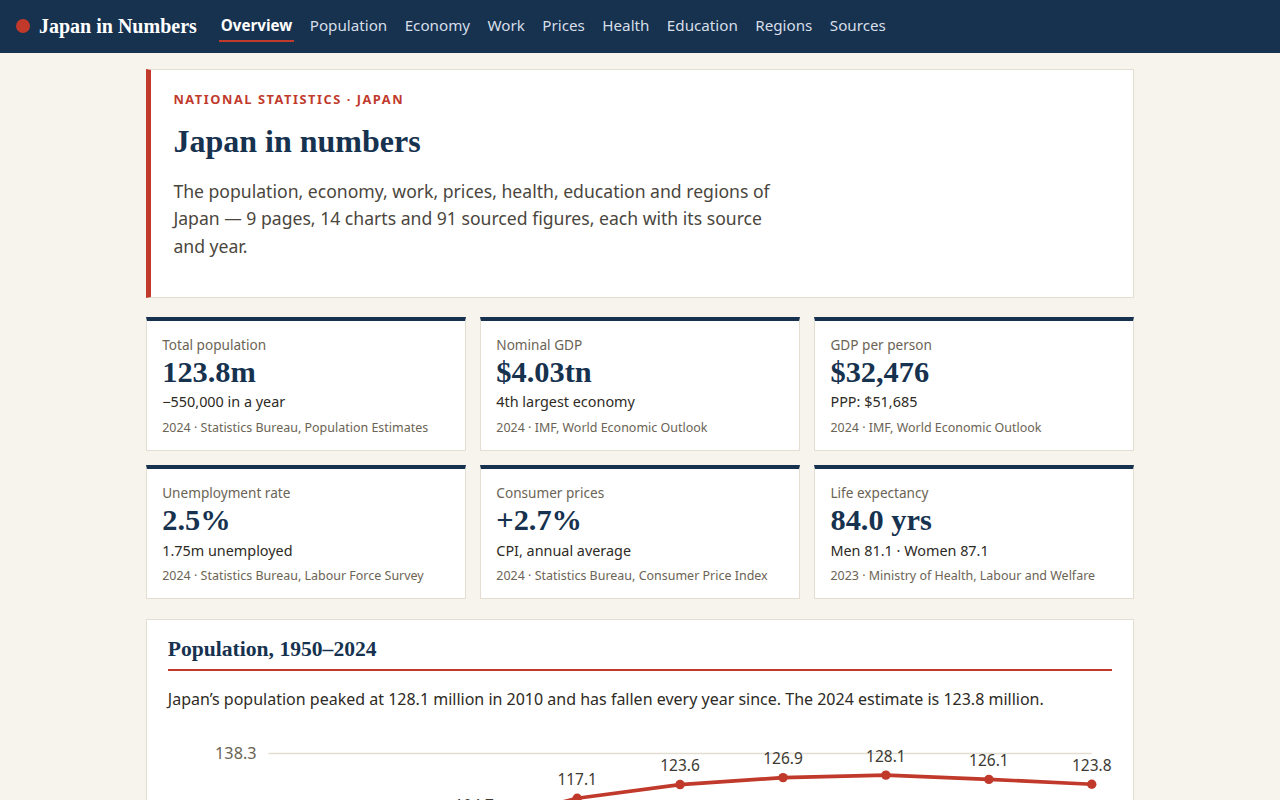 Japan in Numbers Overview Population Economy Work Prices Health Education Regions Sources
NATIONAL STATISTICS · JAPAN
Japan in numbers
The population, economy, work, prices, health, education and regions of
Japan — 9 pages, 14 charts and 91 sourced figures, each with its source
and year.
Total population
123.8m
−550,000 in a year
2024 · Statistics Bureau, Population Estimates
Nominal GDP
$4.03tn
4th largest economy
2024 · IMF, World Economic Outlook
GDP per person
$32,476
PPP: $51,685
2024 · IMF, World Economic Outlook
Unemployment rate
2.5%
1.75m unemployed
2024 · Statistics Bureau, Labour Force Survey
Consumer prices
+2.7%
CPI, annual average
2024 · Statistics Bureau, Consumer Price Index
Life expectancy
84.0 yrs
Men 81.1 · Women 87.1
2023 · Ministry of Health, Labour and Welfare
Population, 1950–2024
Japan’s population peaked at 128.1 million in 2010 and has fallen every year since. The 2024 estimate is 123.8 million.
138.3
117.1
123.6
126.9
128.1
126.1
123.8